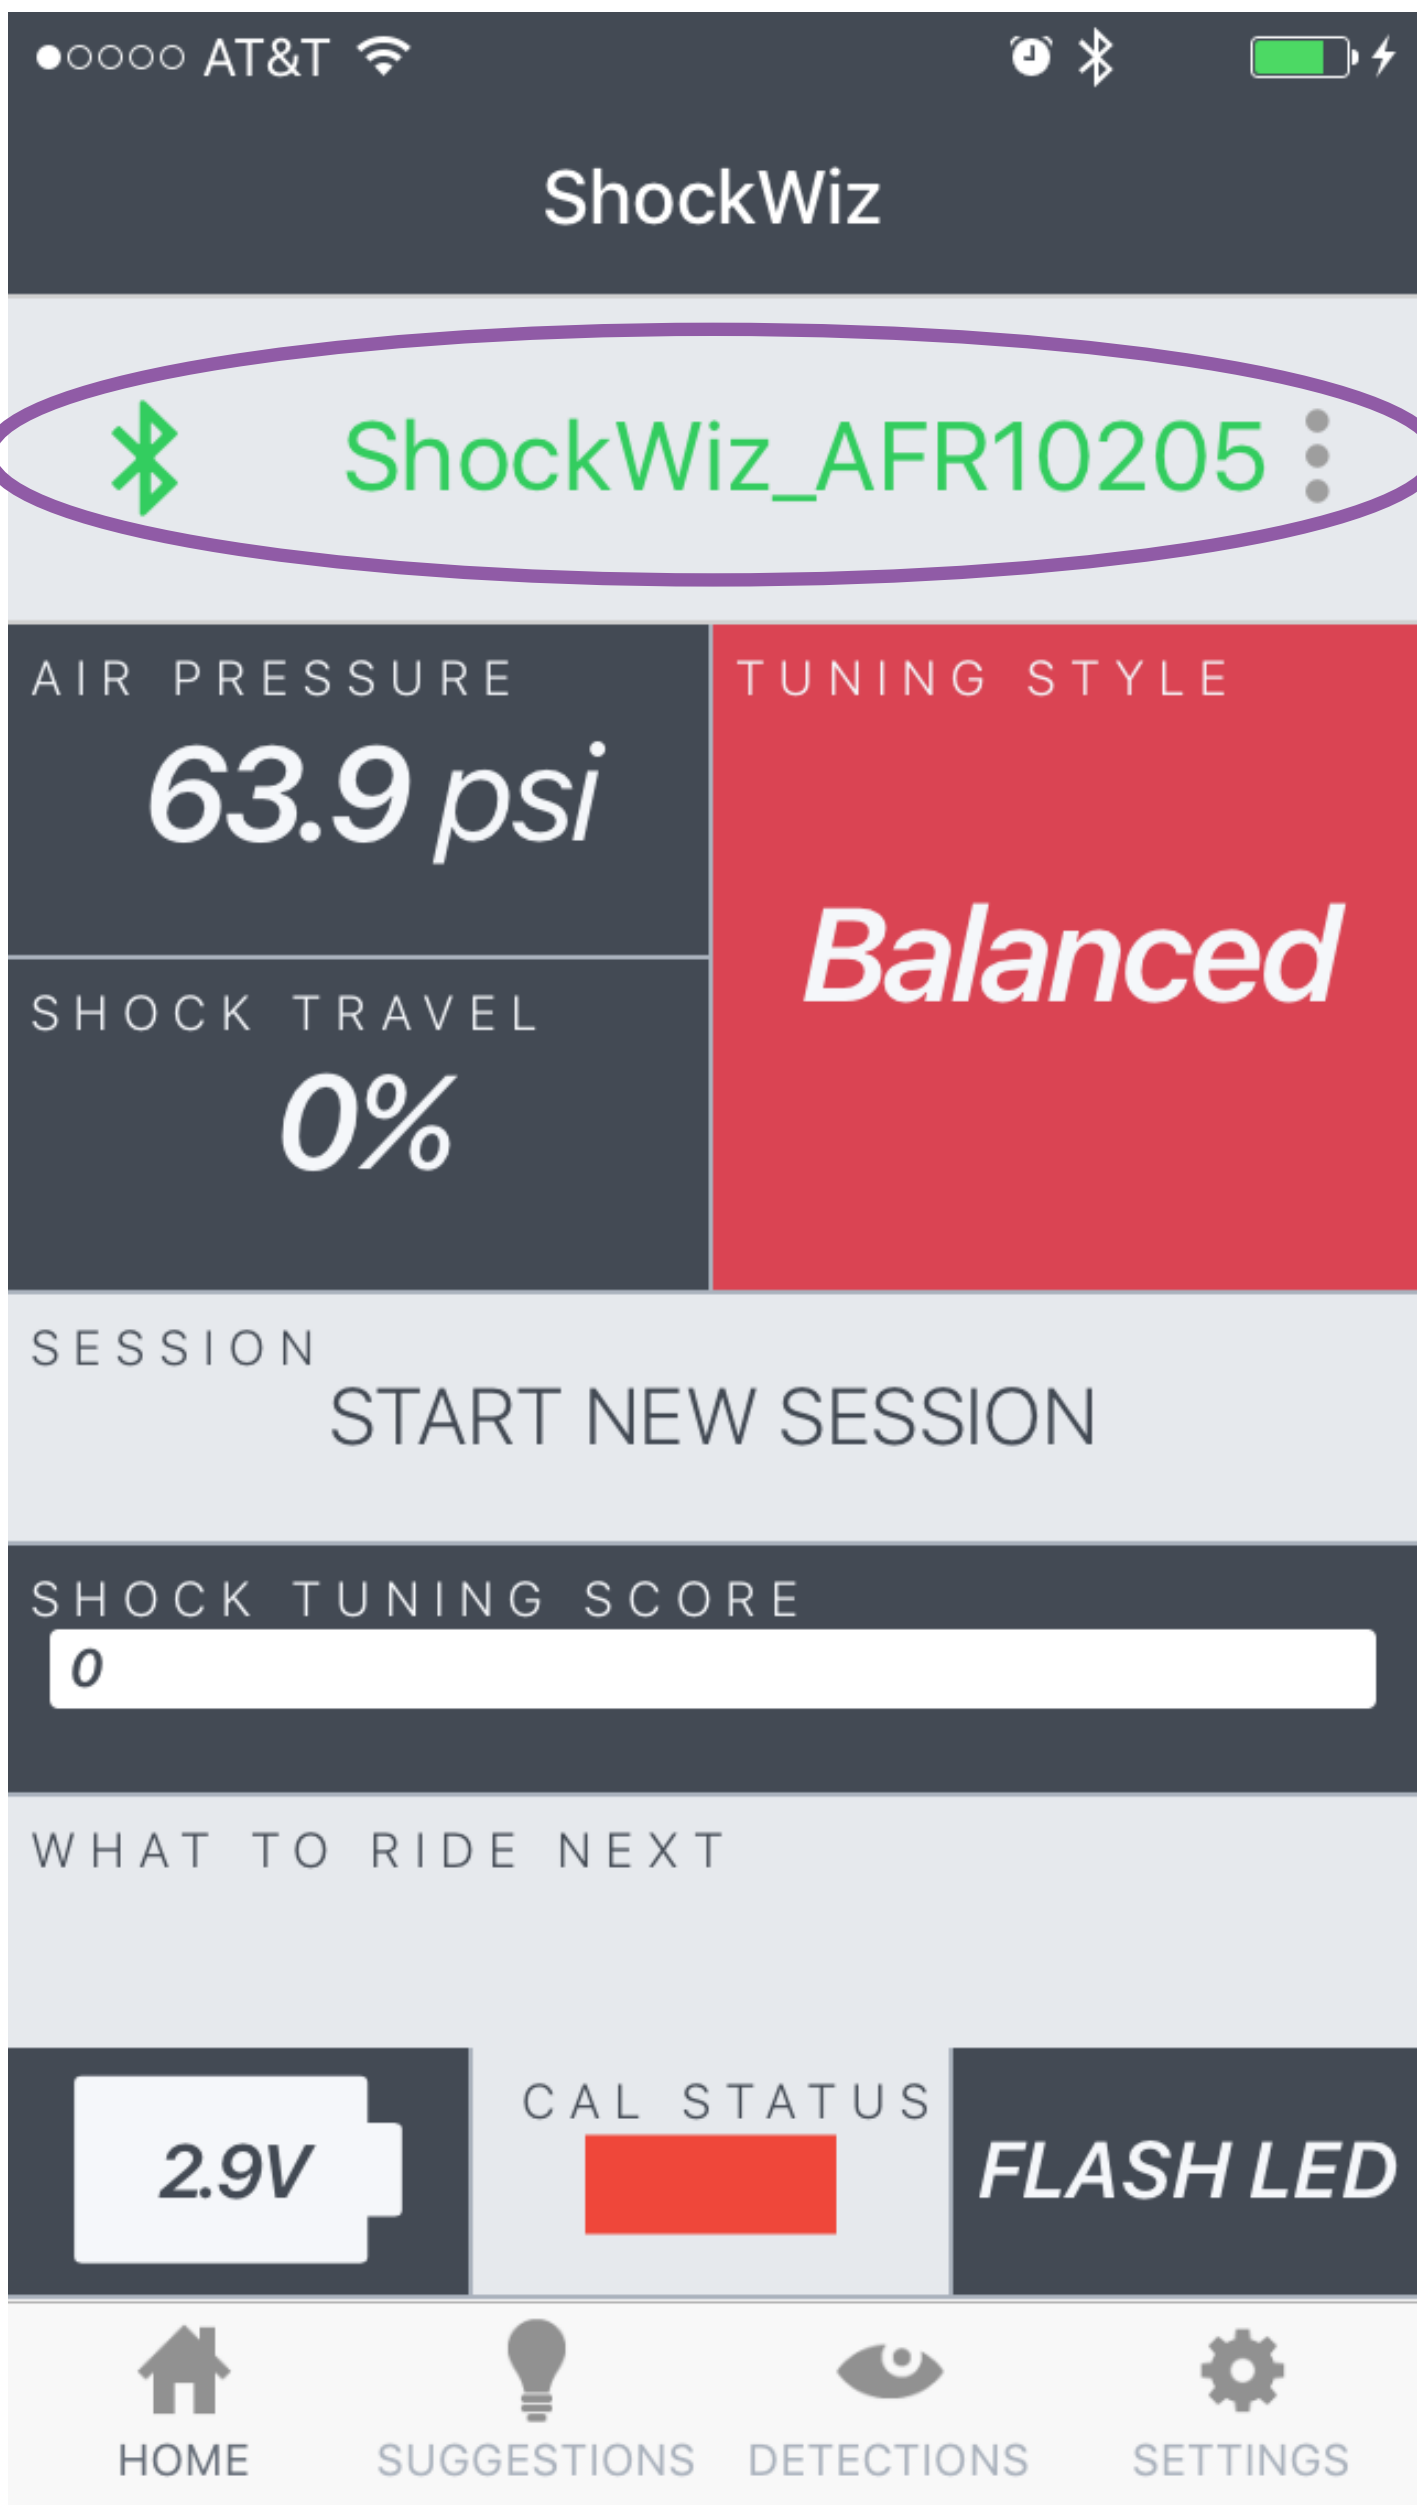 AT&T
ShockWiz
ShockWiz_AFR10205
AIR PRESSURE
63.9 psi
TUNING STYLE
Balanced
SHOCK TRAVEL
0%
SESSION
START NEW SESSION
SHOCK TUNING SCORE
0
WHAT TO RIDE NEXT
2.9V
CAL STATUS
FLASH LED
HOME
SUGGESTIONS
DETECTIONS
SETTINGS